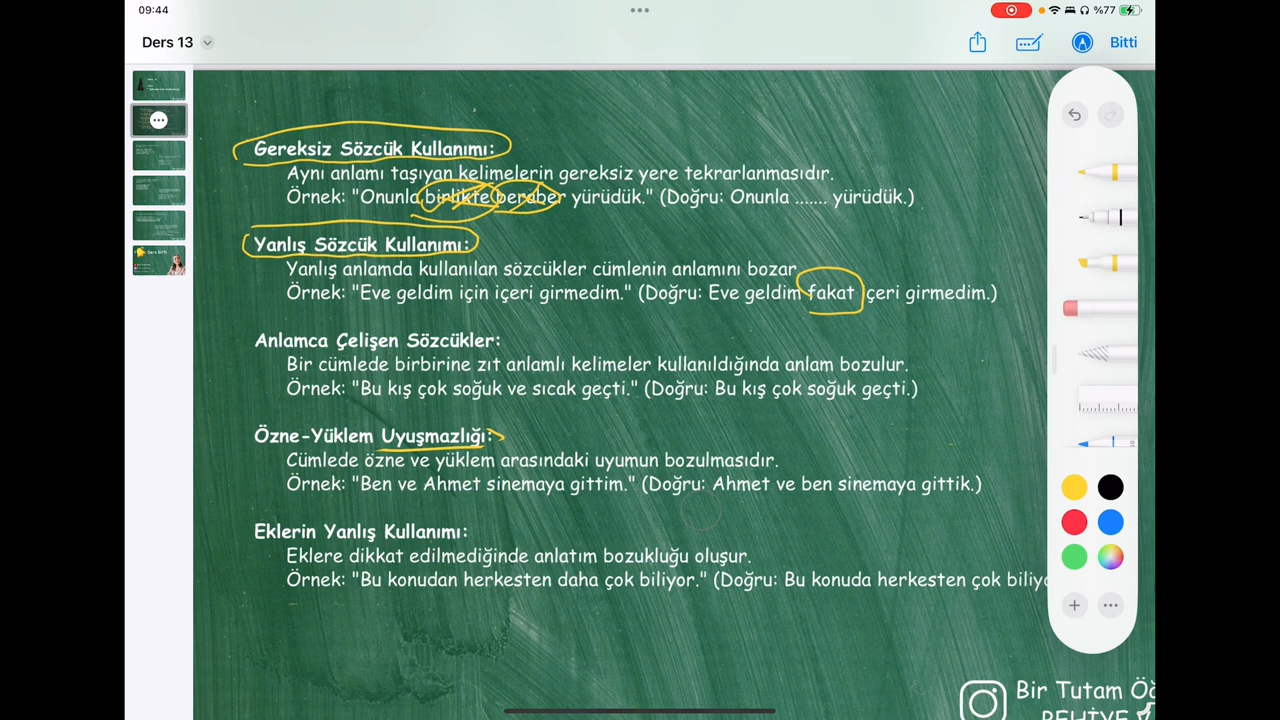 09:44
%77
Ders 13
Bitti
Gereksiz Sözcük Kullanımı:
Aynı anlamı taşıyan kelimelerin gereksiz yere tekrarlanmasıdır.
Örnek: "Onunla birlikte beraber yürüdük." (Doğru: Onunla ....... yürüdük.)
Yanlış Sözcük Kullanımı:
Yanlış anlamda kullanılan sözcükler cümlenin anlamını bozar
Örnek: "Eve geldim için içeri girmedim." (Doğru: Eve geldim fakat içeri girmedim.)
Anlamca Çelişen Sözcükler:
Bir cümlede birbirine zıt anlamlı kelimeler kullanıldığında anlam bozulur.
Örnek: "Bu kış çok soğuk ve sıcak geçti." (Doğru: Bu kış çok soğuk geçti.)
Özne-Yüklem Uyuşmazlığı:
Cümlede özne ve yüklem arasındaki uyumun bozulmasıdır.
Örnek: "Ben ve Ahmet sinemaya gittim." (Doğru: Ahmet ve ben sinemaya gittik.)
Eklerin Yanlış Kullanımı:
Eklere dikkat edilmediğinde anlatım bozukluğu oluşur.
Örnek: "Bu konudan herkesten daha çok biliyor." (Doğru: Bu konuda herkesten çok biliyo
Bir Tutam Öğ